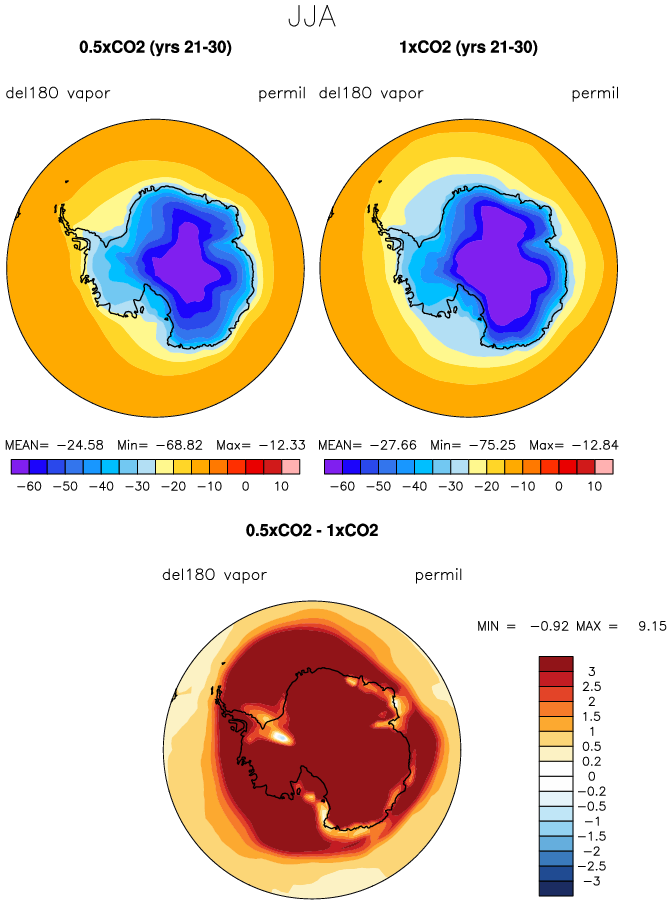 JJA
0.5xCO2 (yrs 21-30)
1xCO2 (yrs 21-30)
del18O vapor
permil
del18O vapor
permil
MEAN= -24.58 Min= -68.82 Max= -12.33
MEAN= -27.66 Min= -75.25 Max= -12.84
-60 -50 -40 -30 -20 -10 0 10
-60 -50 -40 -30 -20 -10 0 10
0.5xCO2 - 1xCO2
del18O vapor
permil
MIN = -0.92 MAX = 9.15
3
2.5
2
1.5
1
0.5
0.2
0
-0.2
-0.5
-1
-1.5
-2
-2.5
-3